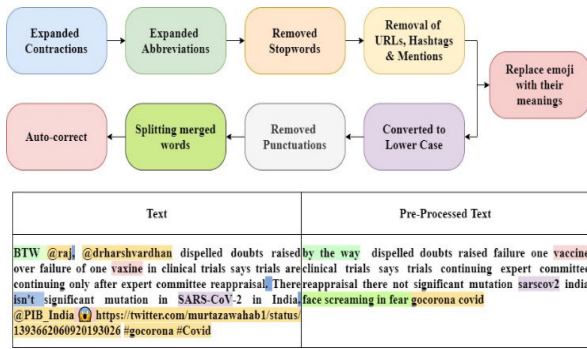 Expanded
Contractions
Expanded
Abbreviations
Removed
Stopwords
Removal of
URLs, Hashtags
& Mentions
Replace emoji
with their
meanings
Auto-correct
Splitting merged
words
Removed
Punctuations
Converted to
Lower Case
Text
BTW @raj, @drharshvardhan dispelled doubts raised
over failure of one vaxine in clinical trials says trials are
continuing only after expert committee reappraisal. There
isn't significant mutation in SARS-CoV-2 in India,
@PIB_India 😱 https://twitter.com/murtazawahab1/status/
1393662060920193026 #gocorona #Covid
Pre-Processed Text
by the way dispelled doubts raised failure one vaccine
clinical trials says trials continuing expert committee
reappraisal there not significant mutation sarscov2 india
face screaming in fear gocorona covid